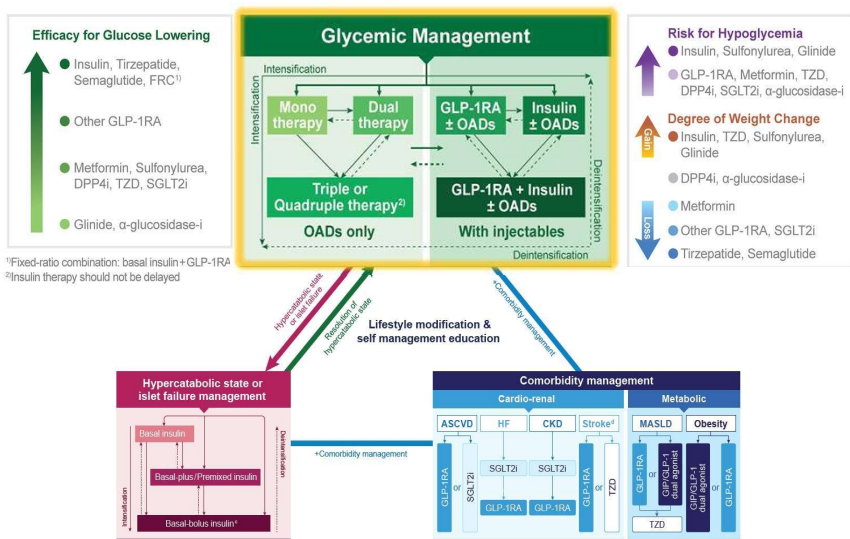 Efficacy for Glucose Lowering
Insulin, Tirzepatide,
Semaglutide, FRC¹⁾
Other GLP-1RA
Metformin, Sulfonylurea,
DPP4i, TZD, SGLT2i
Glinide, α-glucosidase-i
¹⁾Fixed-ratio combination: basal insulin+GLP-1RA
²⁾Insulin therapy should not be delayed
Glycemic Management
Intensification
Intensification
Mono
therapy
Dual
therapy
GLP-1RA
± OADs
Insulin
± OADs
Triple or
Quadruple therapy²⁾
GLP-1RA + Insulin
± OADs
OADs only
With injectables
Deintensification
Deintensification
Risk for Hypoglycemia
Insulin, Sulfonylurea, Glinide
GLP-1RA, Metformin, TZD,
DPP4i, SGLT2i, α-glucosidase-i
Degree of Weight Change
Gain
Insulin, TZD, Sulfonylurea,
Glinide
DPP4i, α-glucosidase-i
Loss
Metformin
Other GLP-1RA, SGLT2i
Tirzepatide, Semaglutide
Hypercatabolic state
or islet failure
Resolution of
hypercatabolic state
Lifestyle modification &
self management education
+Comorbidity management
Hypercatabolic state or
islet failure management
Basal insulin
Basal-plus/Premixed insulin
Basal-bolus insulin
Intensification
Deintensification
+Comorbidity management
Comorbidity management
Cardio-renal
Metabolic
ASCVD
HF
CKD
Stroke
MASLD
Obesity
GLP-1RA
or
SGLT2i
SGLT2i
GLP-1RA
SGLT2i
GLP-1RA
GLP-1RA
or
TZD
GLP-1RA
or
GIP/GLP-1
dual agonist
TZD
GIP/GLP-1
dual agonist
or
GLP-1RA